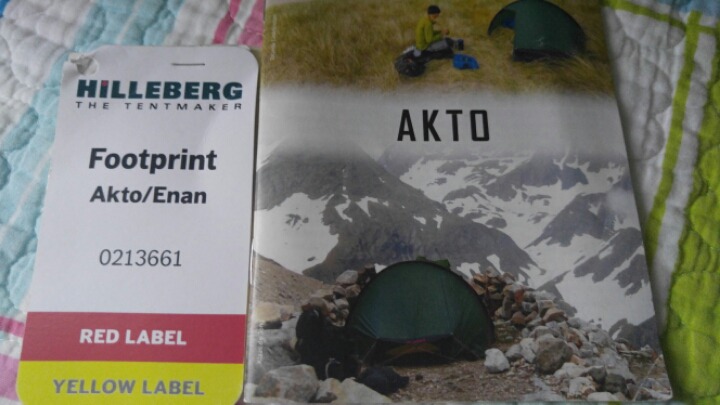 HILLEBERG
THE TENTMAKER
Footprint
Akto/Enan
0213661
RED LABEL
YELLOW LABEL
AKTO